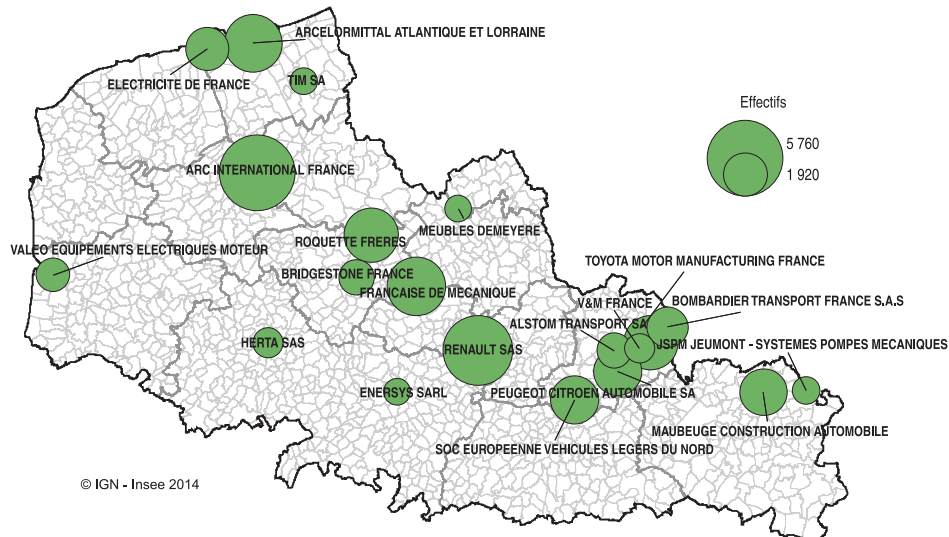 ARCELORMITTAL ATLANTIQUE ET LORRAINE
ELECTRICITE DE FRANCE
TIM SA
Effectifs
5 760
1 920
ARC INTERNATIONAL FRANCE
MEUBLES DEMEYERE
ROQUETTE FRERES
VALEO EQUIPEMENTS ELECTRIQUES MOTEUR
BRIDGESTONE FRANCE
FRANCAISE DE MECANIQUE
TOYOTA MOTOR MANUFACTURING FRANCE
V&M FRANCE
BOMBARDIER TRANSPORT FRANCE S.A.S
ALSTOM TRANSPORT SA
HERTA SAS
RENAULT SAS
JSPM JEUMONT - SYSTEMES POMPES MECANIQUES
ENERSYS SARL
PEUGEOT CITROEN AUTOMOBILE SA
MAUBEUGE CONSTRUCTION AUTOMOBILE
SOC EUROPEENNE VEHICULES LEGERS DU NORD
© IGN - Insee 2014